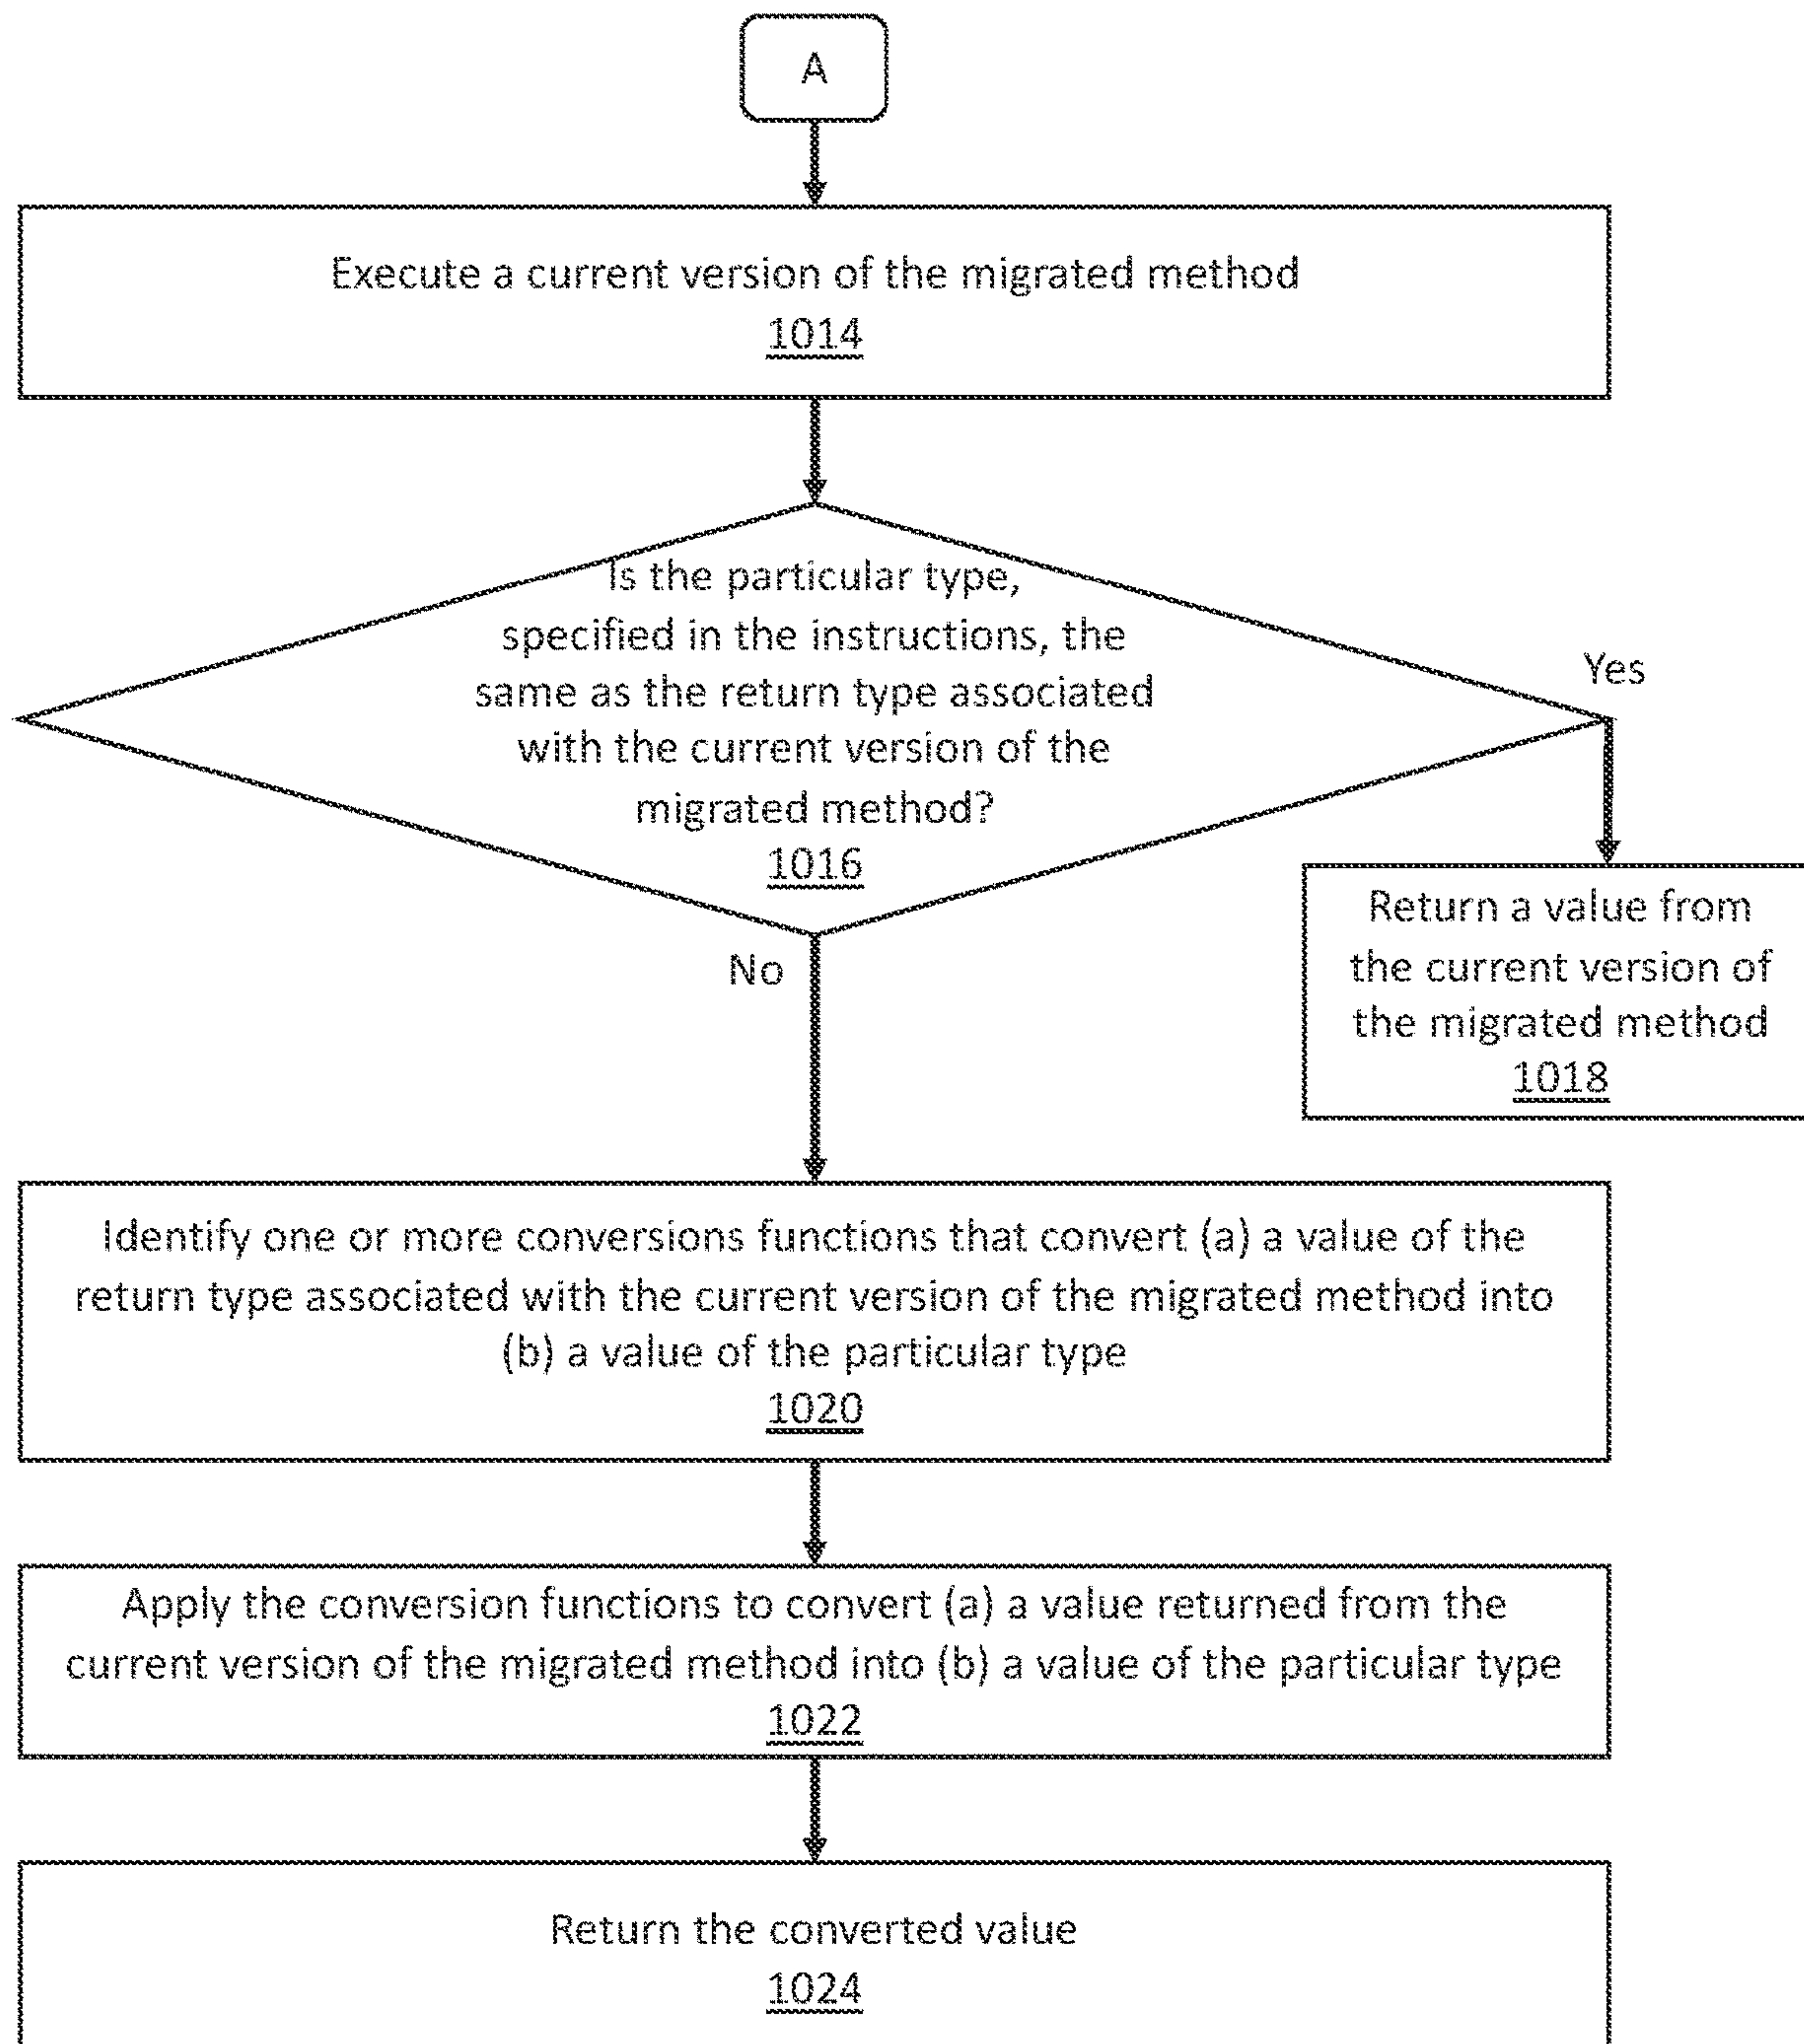 A
Execute a current version of the migrated method
1014
Is the particular type,
specified in the instructions, the
same as the return type associated
with the current version of the
migrated method?
1016
Yes
No
Return a value from
the current version of
the migrated method
1018
Identify one or more conversions functions that convert (a) a value of the
return type associated with the current version of the migrated method into
(b) a value of the particular type
1020
Apply the conversion functions to convert (a) a value returned from the
current version of the migrated method into (b) a value of the particular type
1022
Return the converted value
1024